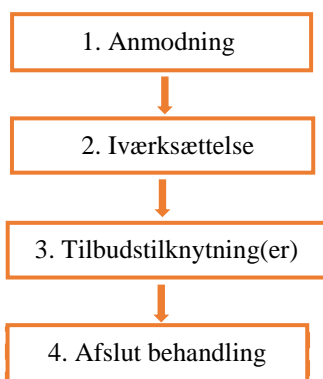 1. Anmodning
2. Iværksættelse
3. Tilbudstilknytning(er)
4. Afslut behandling